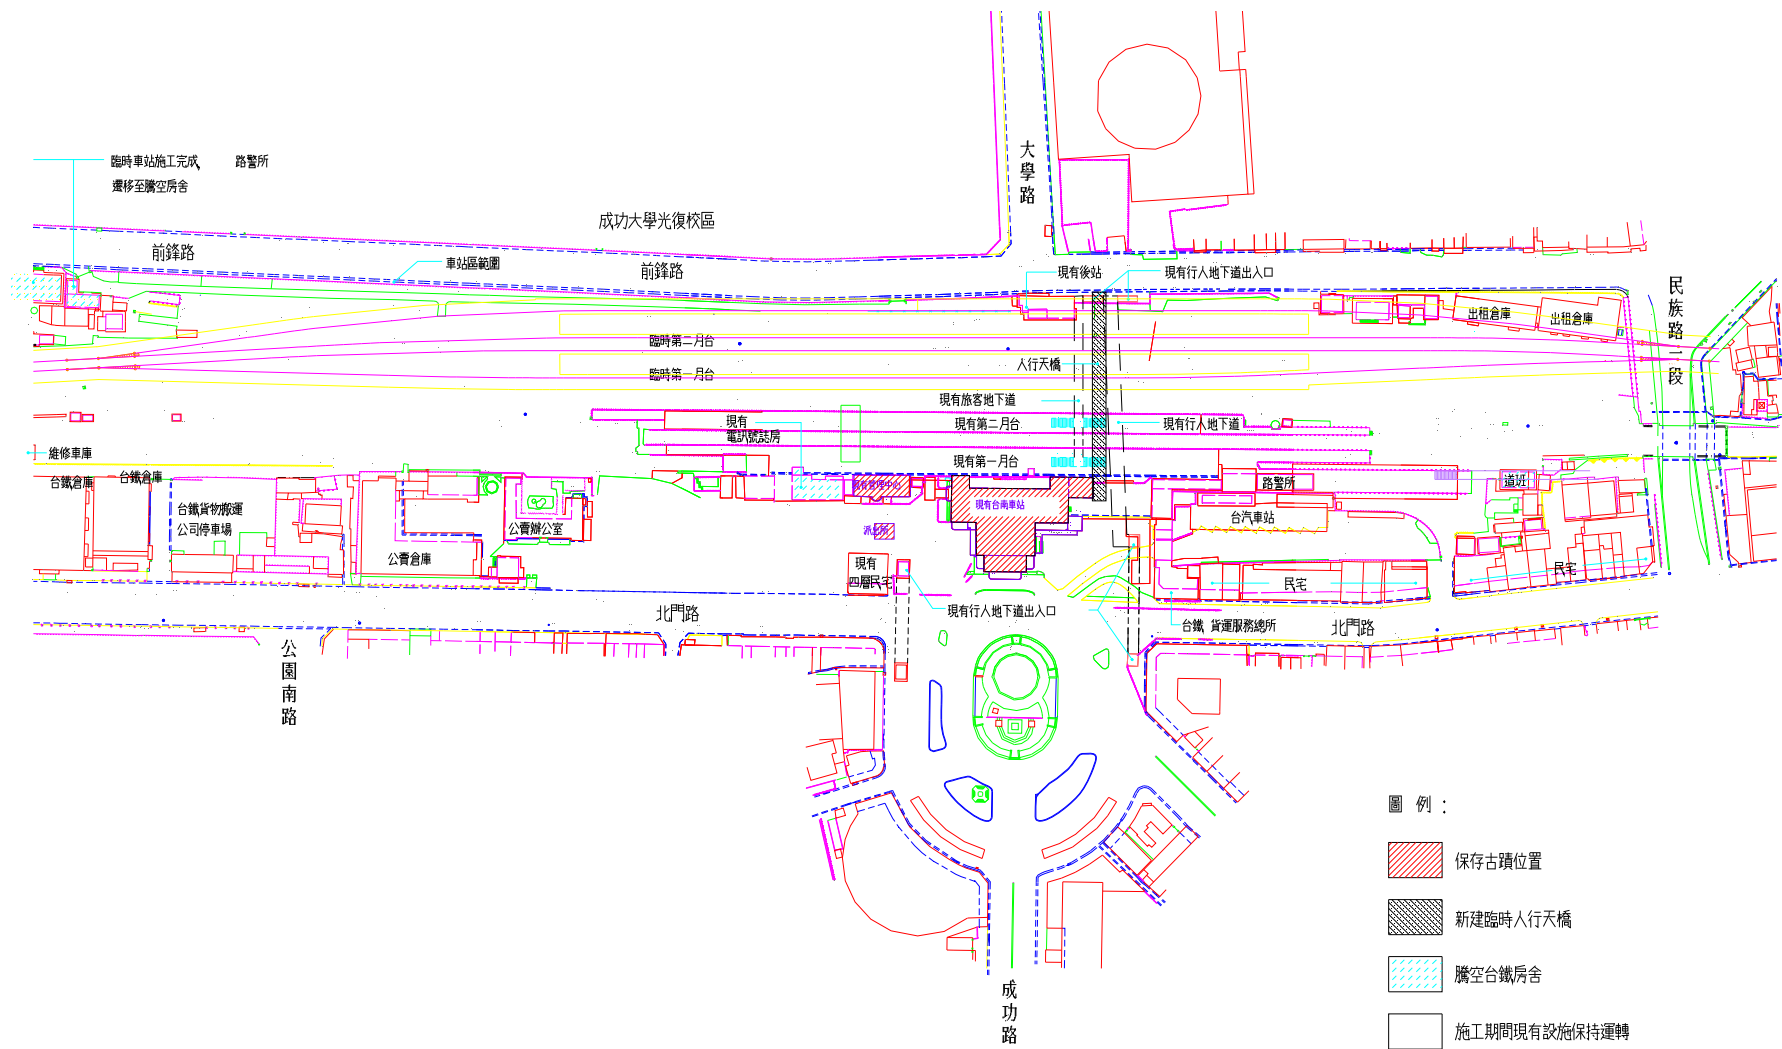 大學路
臨時車站施工完成, 路警所
遷移至騰空房舍
成功大學光復校區
前鋒路
車站區範圍
前鋒路
現有後站
現有行人地下道出入口
民族路二段
出租倉庫
出租倉庫
臨時第二月台
人行天橋
臨時第一月台
現有旅客地下道
現有
電訊號誌房
現有第二月台
現有行人地下道
維修車庫
現有第一月台
台鐵倉庫
台鐵倉庫
現有管理中心
路警所
道班
台鐵貨物搬運
公司停車場
公賣辦公室
現有台南車站
台汽車站
派出所
公賣倉庫
現有
四層民宅
民宅
民宅
北門路
現有行人地下道出入口
台鐵 貨運服務總所
北門路
公園南路
成功路
圖 例 :
保存古蹟位置
新建臨時人行天橋
騰空台鐵房舍
施工期間現有設施保持運轉